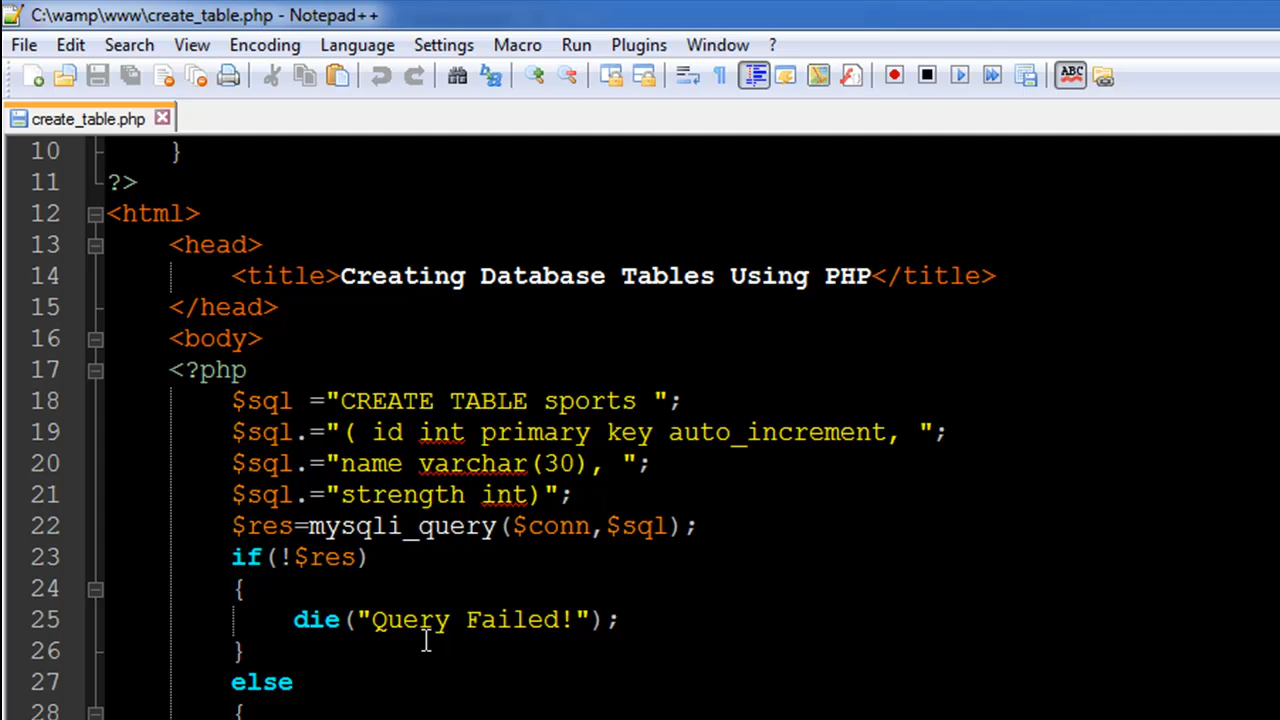 C:\wamp\www\create_table.php - Notepad++
File Edit Search View Encoding Language Settings Macro Run Plugins Window ?
ABC
create_table.php
10 }
11 ?>
12 <html>
13 <head>
14 <title>Creating Database Tables Using PHP</title>
15 </head>
16 <body>
17 <?php
18 $sql ="CREATE TABLE sports ";
19 $sql.="( id int primary key auto_increment, ";
20 $sql.="name varchar(30), ";
21 $sql.="strength int)";
22 $res=mysqli_query($conn,$sql);
23 if(!$res)
24 {
25 die("Query Failed!");
26 }
27 else
28 {